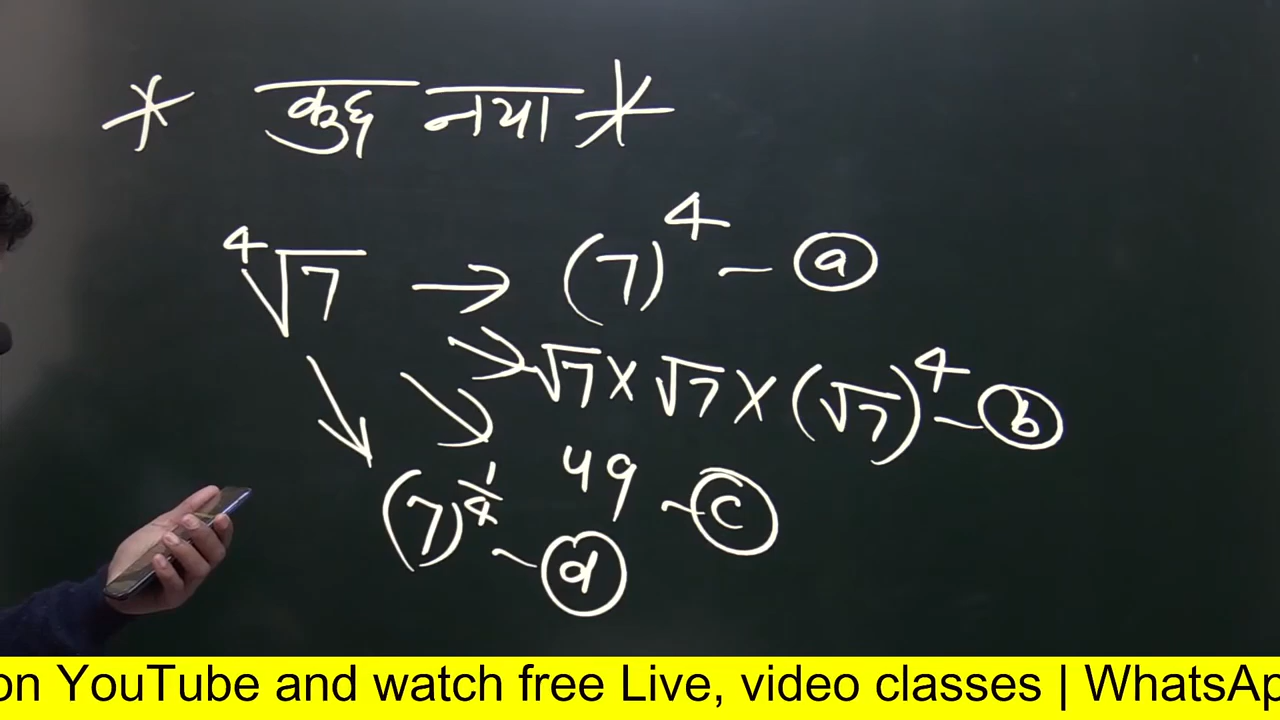 * कुछ नया *
∜7 → (7)⁴ - ⓐ
√7 × √7 × (√7)⁴ - ⓑ
49 - ⓒ
(7)^(1/4) - ⓓ
on YouTube and watch free Live, video classes | WhatsAp